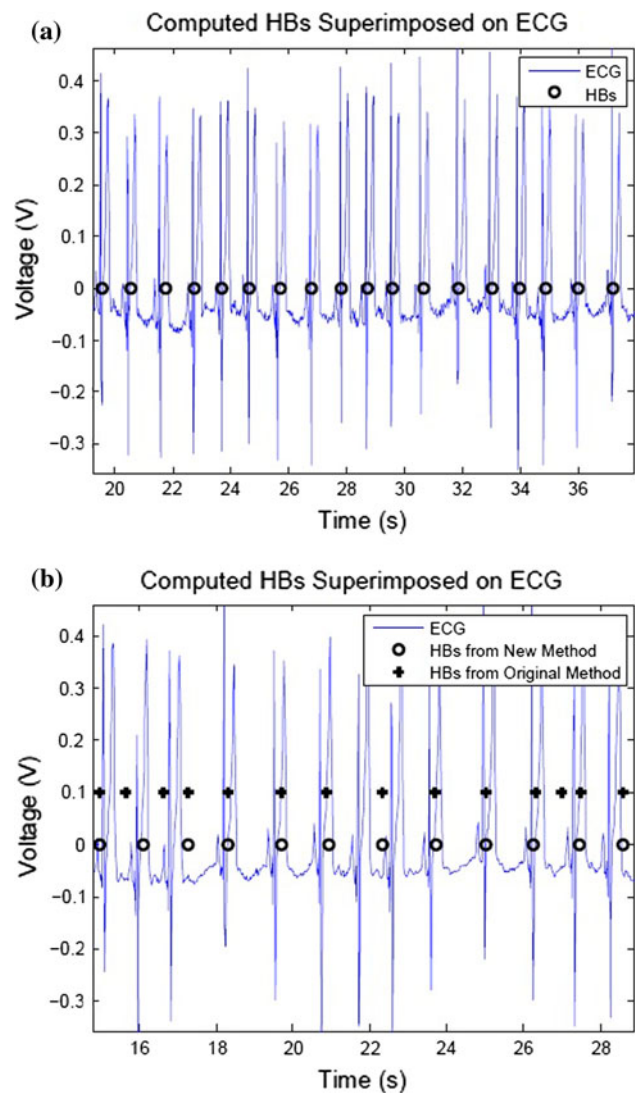 (a)
Computed HBs Superimposed on ECG
ECG
HBs
0.4
0.3
0.2
0.1
0
−0.1
−0.2
−0.3
Voltage (V)
20 22 24 26 28 30 32 34 36
Time (s)
(b)
Computed HBs Superimposed on ECG
ECG
HBs from New Method
HBs from Original Method
0.4
0.3
0.2
0.1
0
−0.1
−0.2
−0.3
Voltage (V)
16 18 20 22 24 26 28
Time (s)